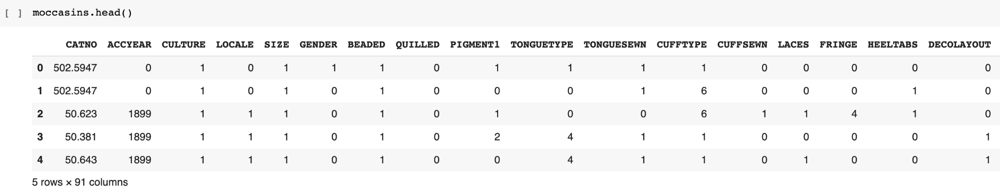 [ ] moccasins.head()
CATNO ACCYEAR CULTURE LOCALE SIZE GENDER BEADED QUILLED PIGMENT1 TONGUETYPE TONGUESEWN CUFFTYPE CUFFSEWN LACES FRINGE HEELTABS DECOLAYOUT
0 502.5947 0 1 0 1 1 1 0 1 1 1 1 0 0 0 0 0
1 502.5947 0 1 0 1 0 1 0 0 0 1 6 0 0 0 1 0
2 50.623 1899 1 1 1 0 1 0 1 0 0 6 1 1 4 1 0
3 50.381 1899 1 1 1 0 1 0 2 4 1 1 0 0 0 0 1
4 50.643 1899 1 1 1 0 1 0 0 4 1 1 0 1 0 0 1
5 rows × 91 columns